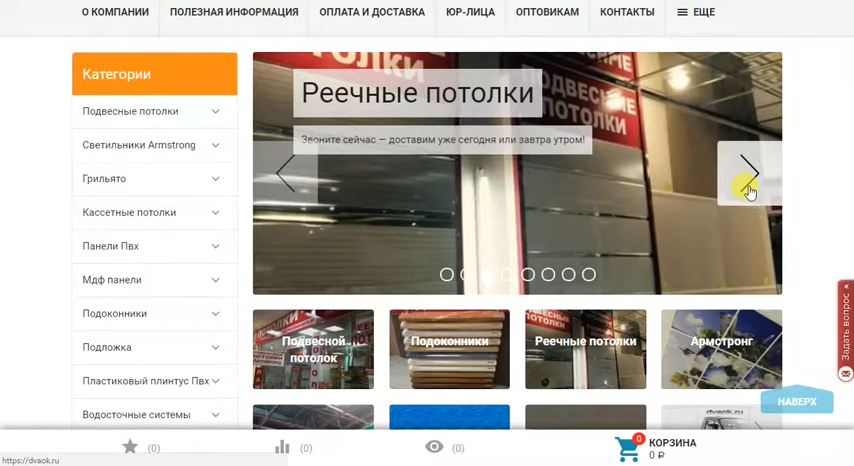 О КОМПАНИИ
ПОЛЕЗНАЯ ИНФОРМАЦИЯ
ОПЛАТА И ДОСТАВКА
ЮР-ЛИЦА
ОПТОВИКАМ
КОНТАКТЫ
ЕЩЕ
Категории
Подвесные потолки
Светильники Armstrong
Грильято
Кассетные потолки
Панели Пвх
Мдф панели
Подоконники
Подложка
Пластиковый плинтус Пвх
Водосточные системы
ПОТОЛКИ
ПОДВЕСНЫЕ
ПОТОЛКИ
Реечные потолки
Звоните сейчас — доставим уже сегодня или завтра утром!
Подвесной
потолок
Подоконники
Реечные потолки
Армстронг
dvaok.ru
Задать вопрос
НАВЕРХ
(0)
(0)
(0)
0
КОРЗИНА
0 ₽
https://dvaok.ru